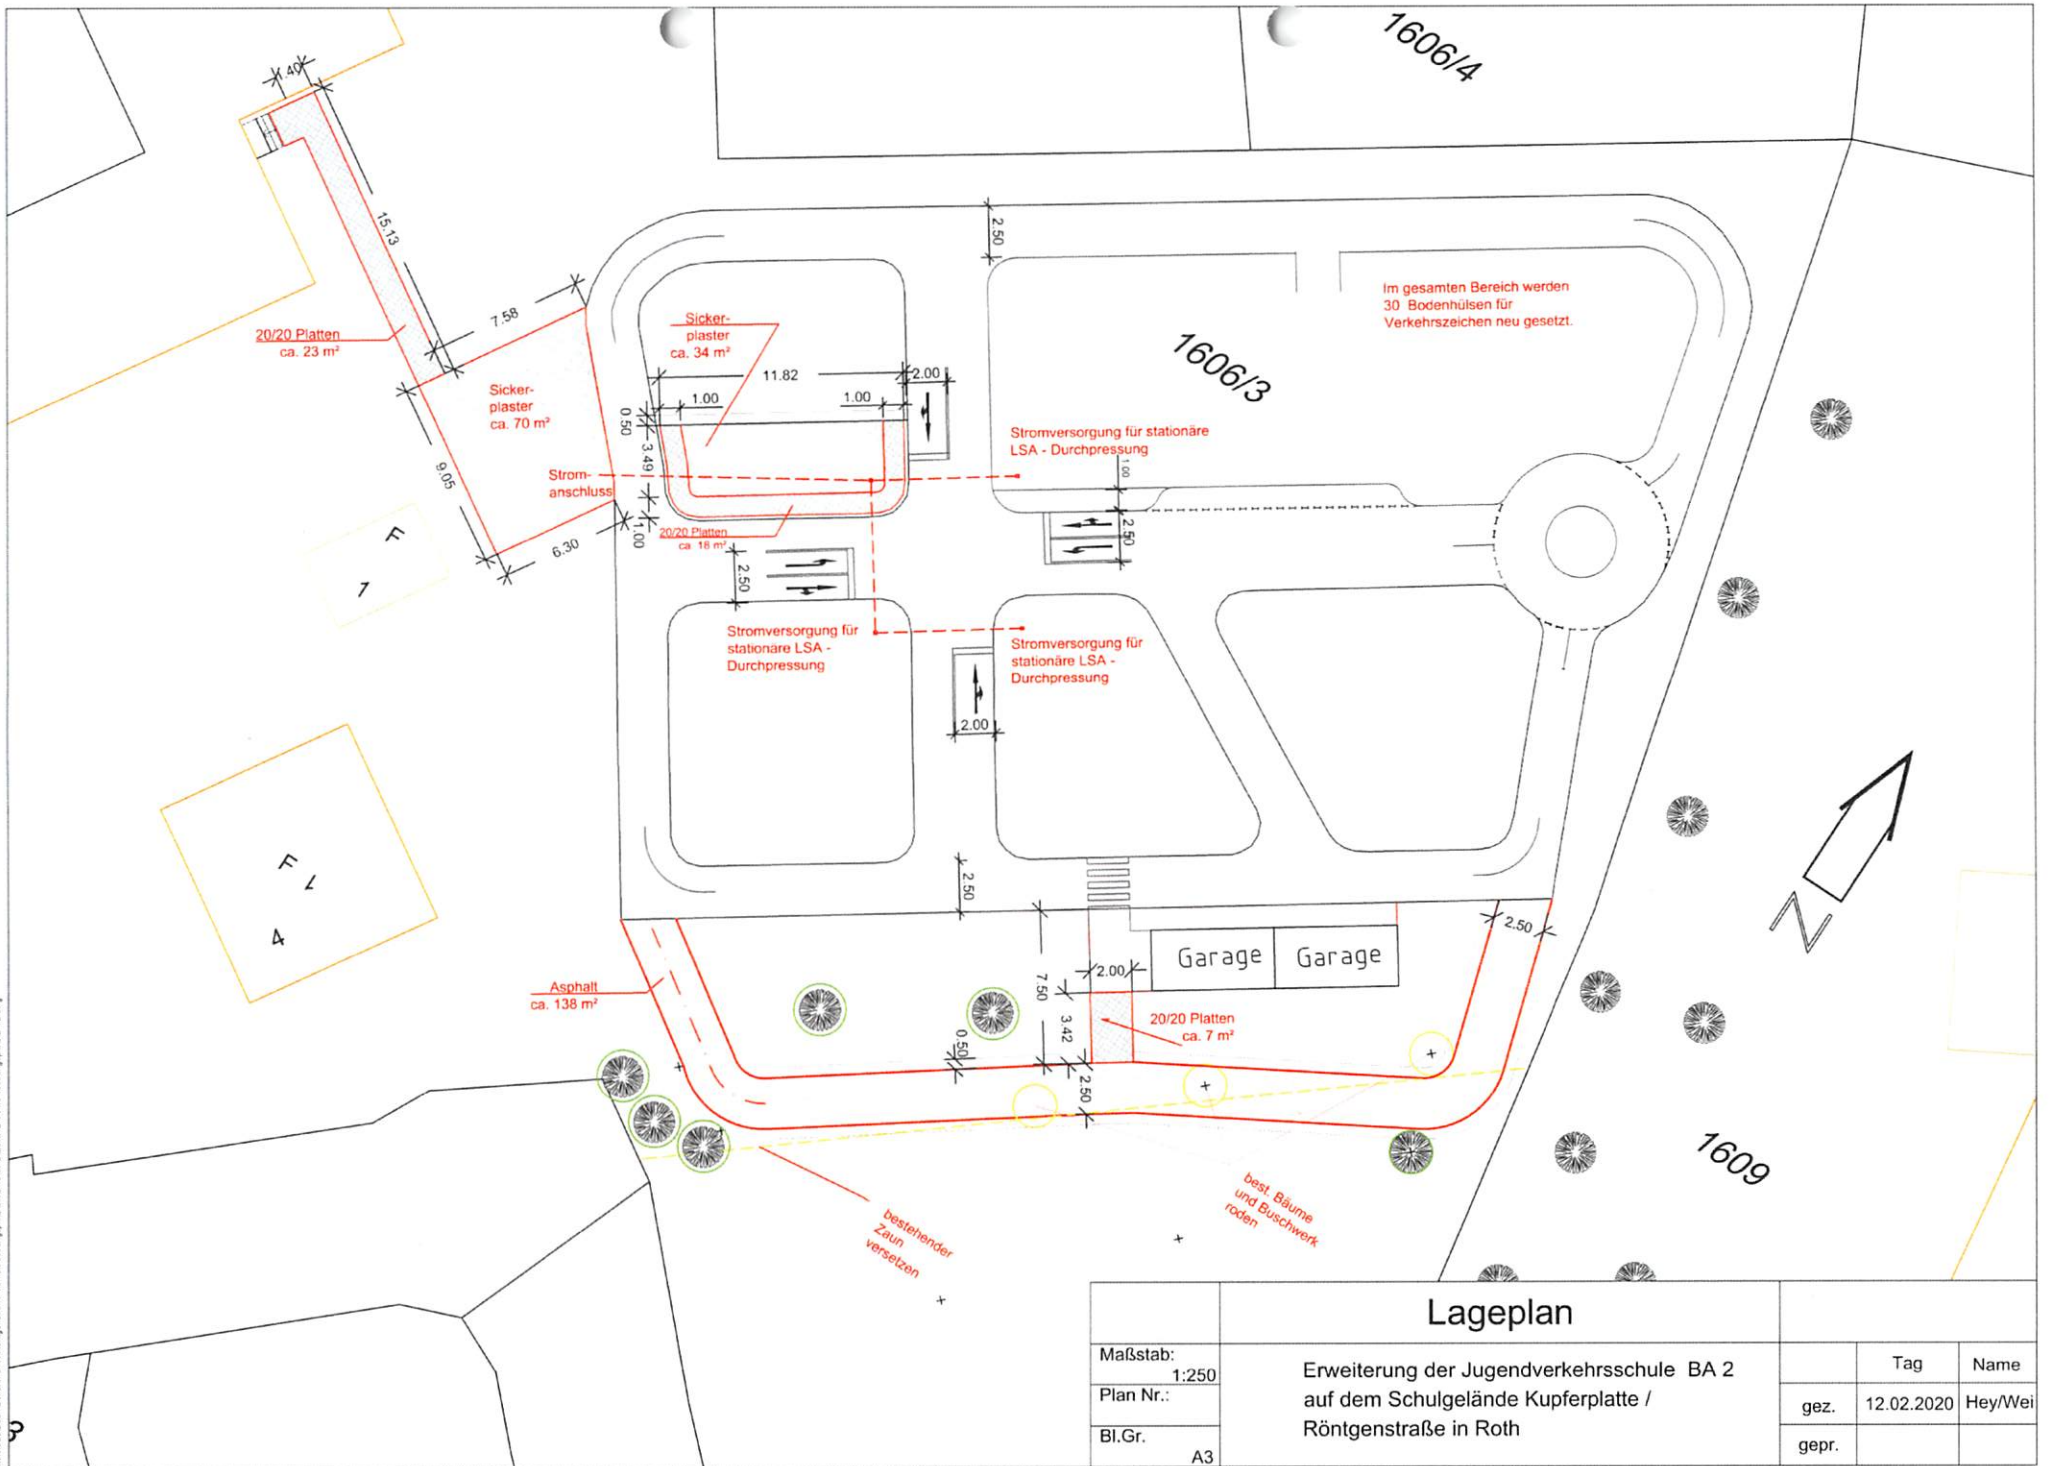 1606/4
1.40
15.13
2.50
7.58
Im gesamten Bereich werden
30 Bodenhülsen für
Verkehrszeichen neu gesetzt.
20/20 Platten
ca. 23 m²
Sicker-
plaster
ca. 34 m²
1606/3
11.82
2.00
1.00
1.00
Sicker-
plaster
ca. 70 m²
0.50
3.49
1.00
Stromversorgung für stationäre
LSA - Durchpressung
1.00
9.05
Strom-
anschluss
20/20 Platten
ca. 18 m²
6.30
2.50
2.50
F
1
Stromversorgung für
stationäre LSA -
Durchpressung
Stromversorgung für
stationäre LSA -
Durchpressung
2.00
F
4
2.50
N
2.50
Garage
Garage
2.00
7.50
3.42
Asphalt
ca. 138 m²
20/20 Platten
ca. 7 m²
0.50
2.50
1609
best. Bäume
und Buschwerk
roden
bestehender
Zaun
versetzen
Lageplan
Maßstab:
1:250
Plan Nr.:
Bl.Gr.
A3
Erweiterung der Jugendverkehrsschule BA 2
auf dem Schulgelände Kupferplatte /
Röntgenstraße in Roth
Tag Name
gez. 12.02.2020 Hey/Wei
gepr.